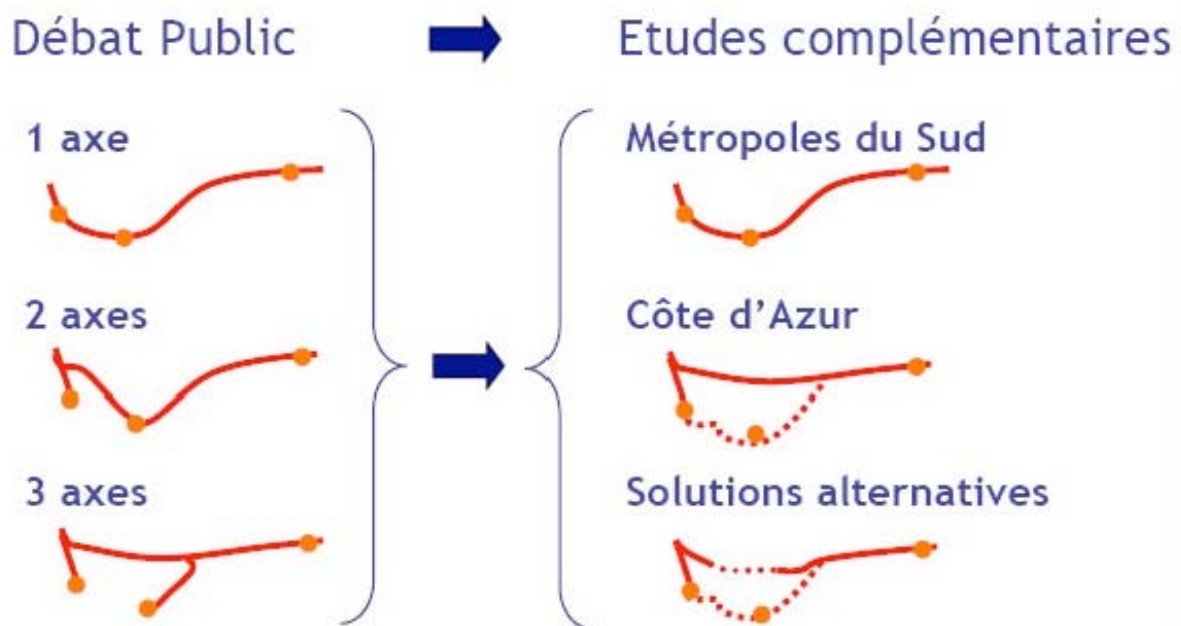 Débat Public
Etudes complémentaires
1 axe
Métropoles du Sud
2 axes
Côte d'Azur
3 axes
Solutions alternatives